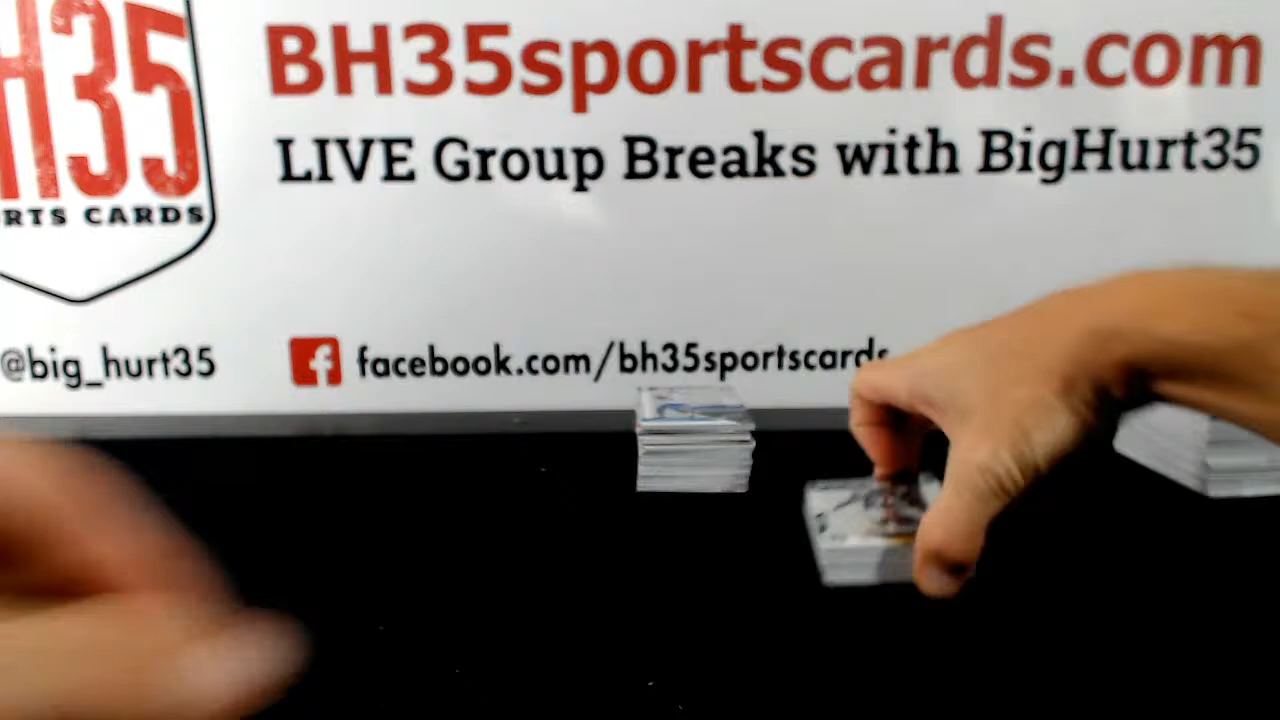 H35
RTS CARDS
BH35sportscards.com
LIVE Group Breaks with BigHurt35
@big_hurt35
facebook.com/bh35sportscards